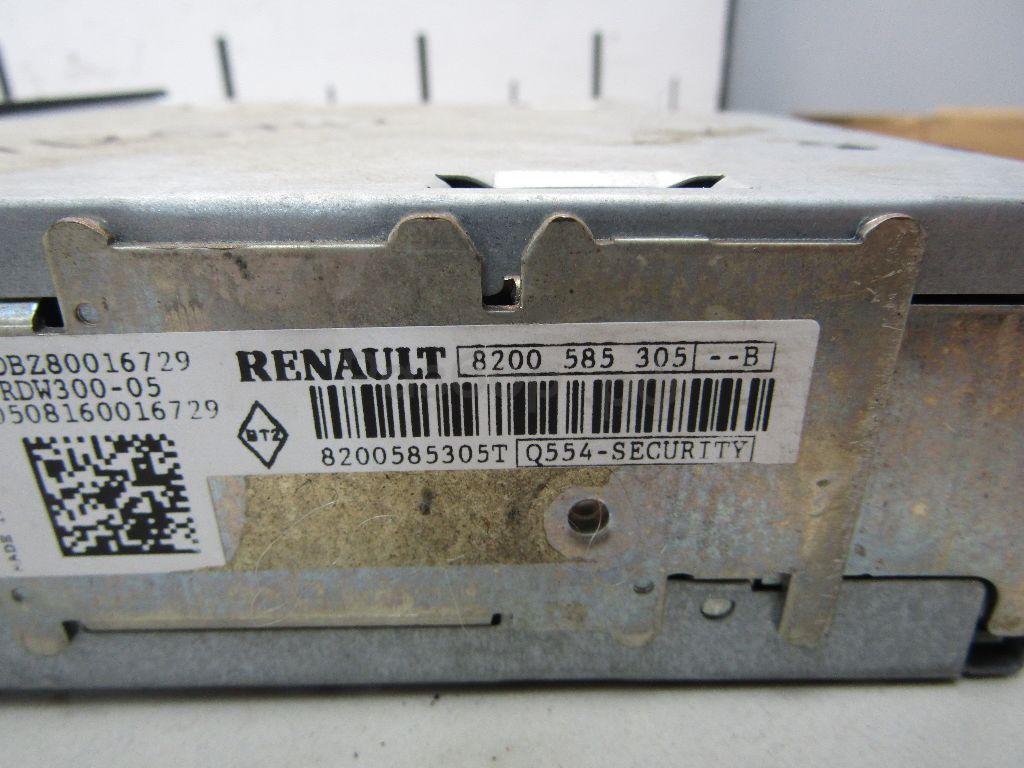 DBZ80016729
RDW300-05
0508160016729
RENAULT 8200 585 305 --B
8200585305T Q554-SECURITY